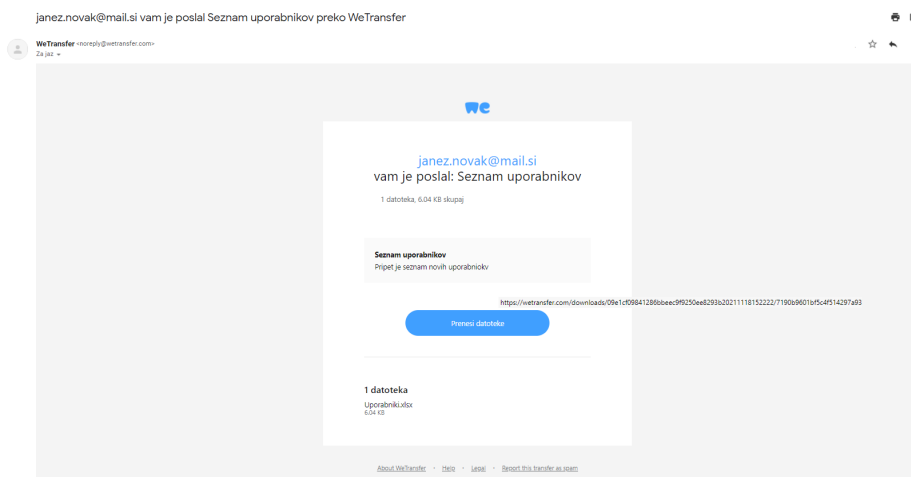 janez.novak@mail.si vam je poslal Seznam uporabnikov preko WeTransfer
WeTransfer <noreply@wetransfer.com>
Za jaz
we
janez.novak@mail.si
vam je poslal: Seznam uporabnikov
1 datoteka, 6.04 KB skupaj
Seznam uporabnikov
Pripet je seznam novih uporabniokv
https://wetransfer.com/downloads/09e1cf09841286bbeec9f9250ee8293b20211118152222/7190b9601bf5c4f514297a93
Prenesi datoteke
1 datoteka
Uporabniki.xlsx
6.04 KB
About WeTransfer · Help · Legal · Report this transfer as spam